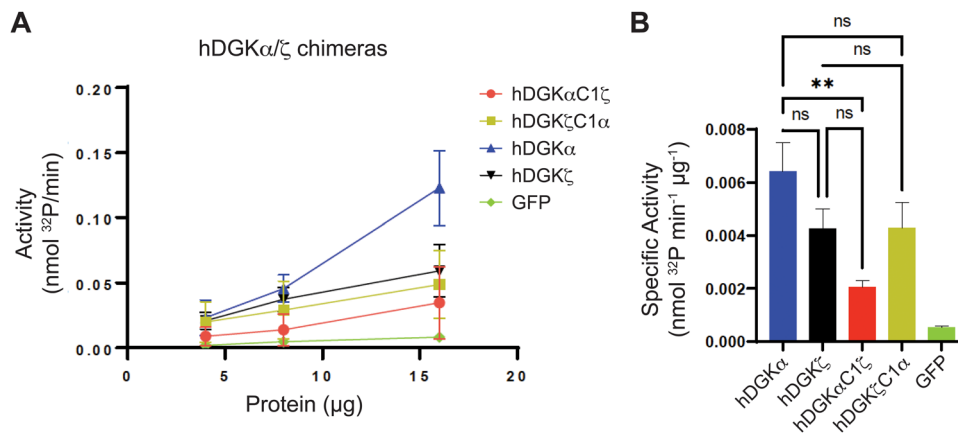 A
hDGKα/ζ chimeras
Activity
(nmol ³²P/min)
0.20
0.15
0.10
0.05
0.00
0
5
10
15
20
Protein (µg)
hDGKαC1ζ
hDGKζC1α
hDGKα
hDGKζ
GFP
B
ns
ns
**
ns
ns
Specific Activity
(nmol ³²P min⁻¹ µg⁻¹)
0.008
0.006
0.004
0.002
0.000
hDGKα
hDGKζ
hDGKαC1ζ
hDGKζC1α
GFP